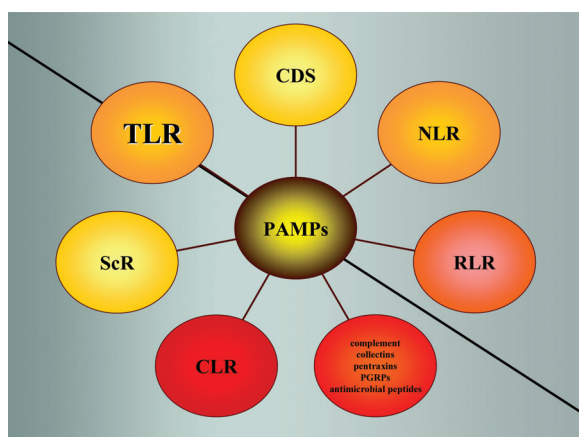 CDS
TLR
NLR
PAMPs
ScR
RLR
CLR
complement
collectins
pentraxins
PGRPs
antimicrobial peptides